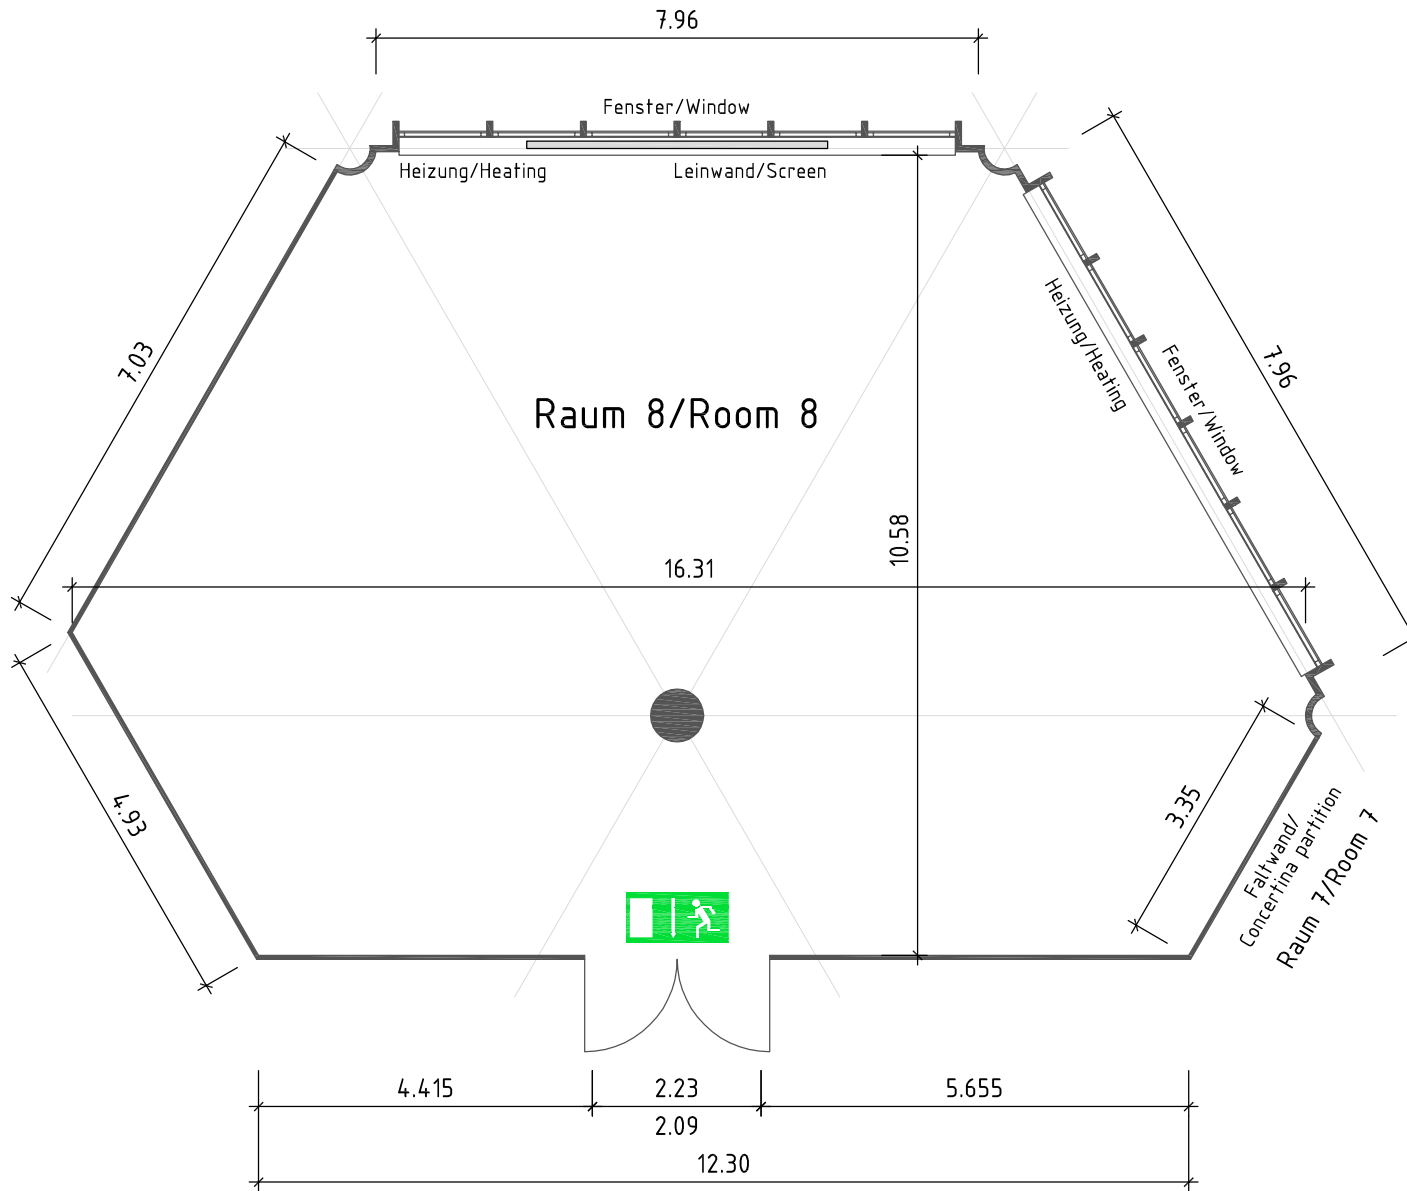 7.96
Fenster/Window
Heizung/Heating
Leinwand/Screen
7.03
Heizung/Heating
Fenster/Window
7.96
Raum 8/Room 8
10.58
16.31
4.93
3.35
Faltwand/
Concertina partition
Raum 7/Room 7
4.415
2.23
5.655
2.09
12.30